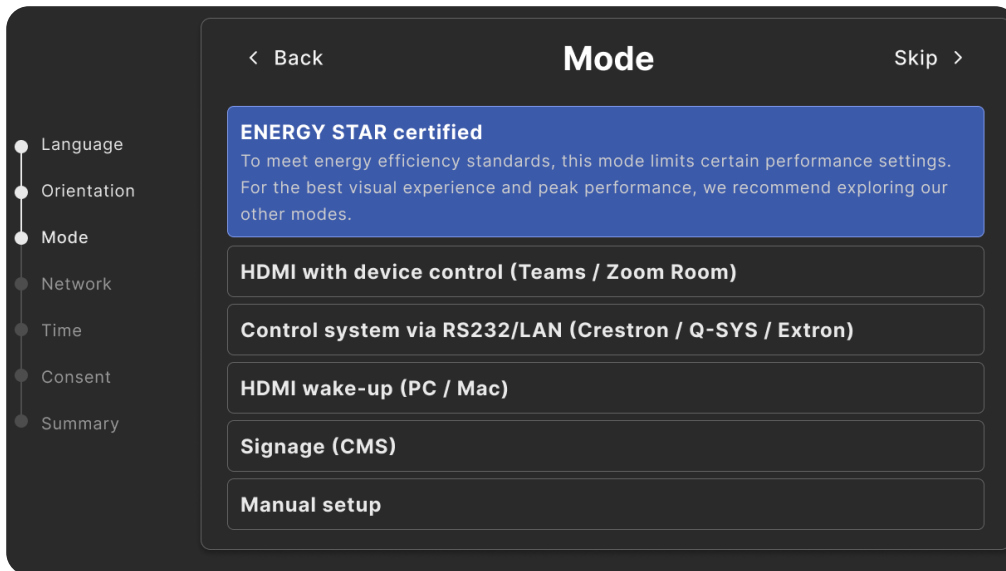 Back
Mode
Skip
Language
Orientation
Mode
Network
Time
Consent
Summary
ENERGY STAR certified
To meet energy efficiency standards, this mode limits certain performance settings.
For the best visual experience and peak performance, we recommend exploring our
other modes.
HDMI with device control (Teams / Zoom Room)
Control system via RS232/LAN (Crestron / Q-SYS / Extron)
HDMI wake-up (PC / Mac)
Signage (CMS)
Manual setup